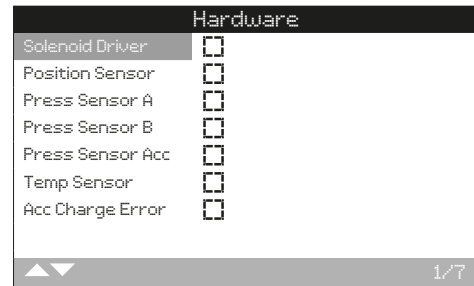 Hardware
Solenoid Driver
Position Sensor
Press Sensor A
Press Sensor B
Press Sensor Acc
Temp Sensor
Acc Charge Error
1/7